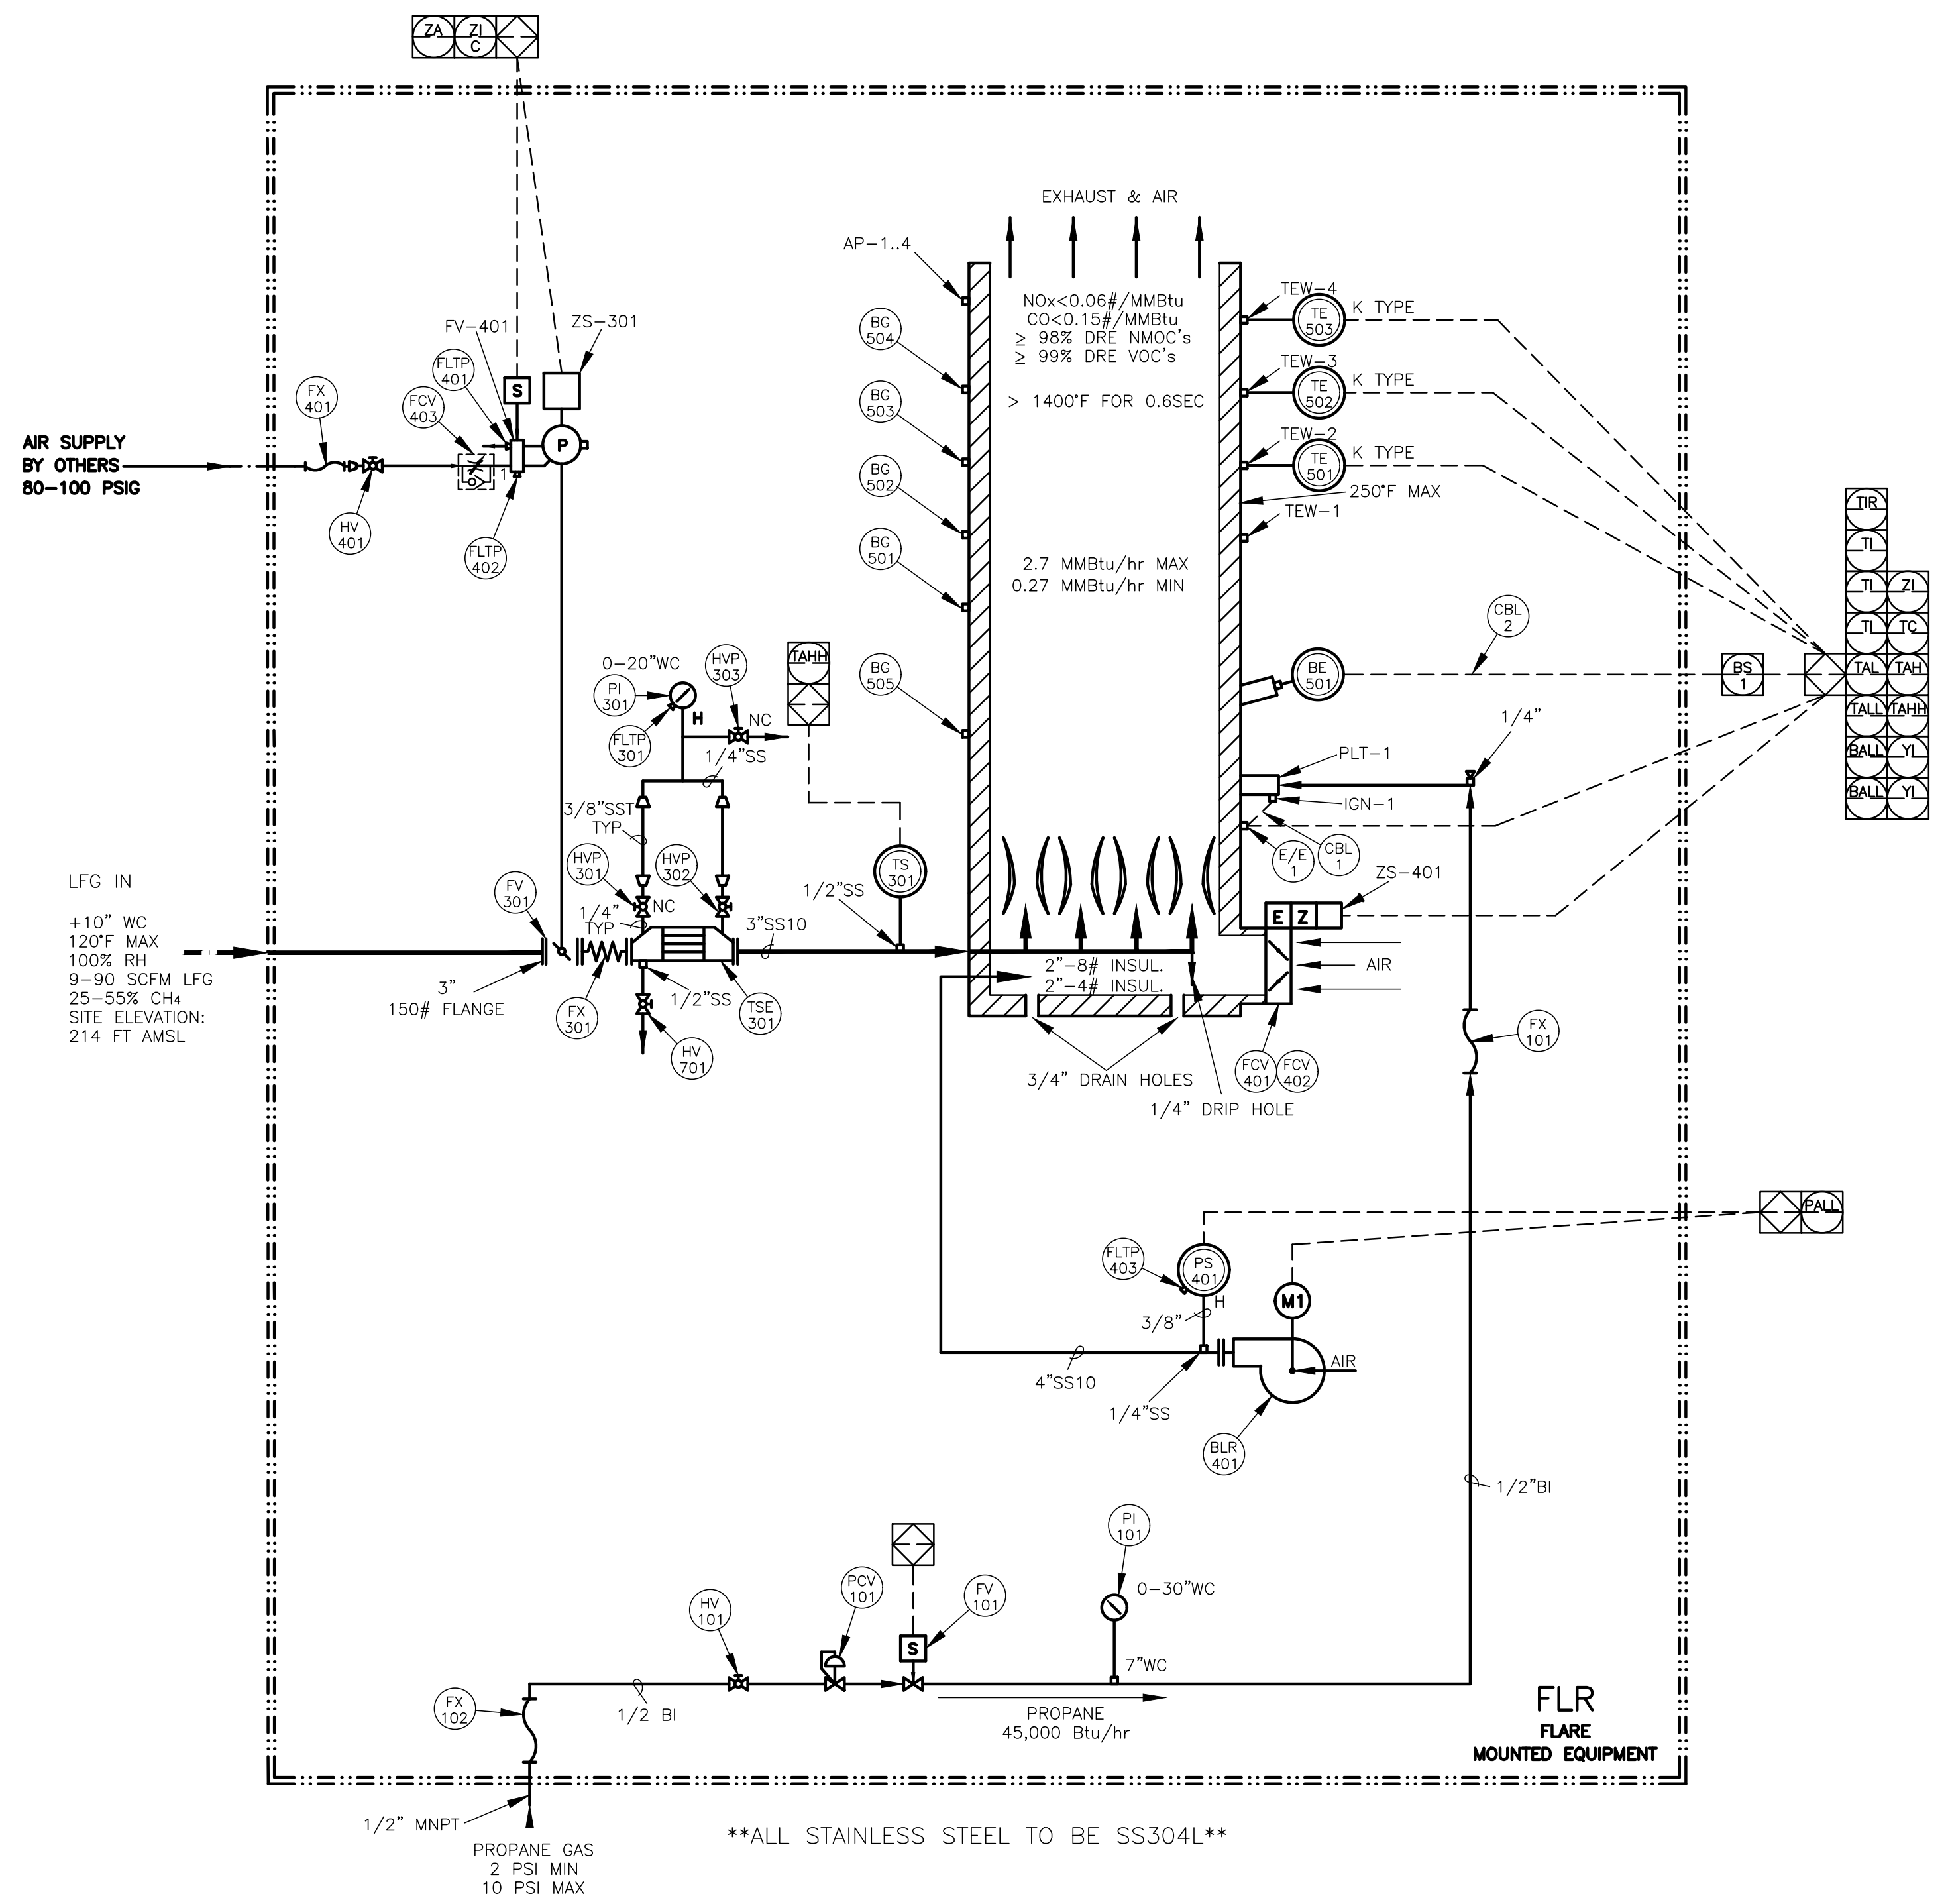 ZA
ZI
C
EXHAUST & AIR
AP-1..4
NOx<0.06#/MMBtu
CO<0.15#/MMBtu
≥ 98% DRE NMOC's
≥ 99% DRE VOC's
> 1400°F FOR 0.6SEC
2.7 MMBtu/hr MAX
0.27 MMBtu/hr MIN
BG
504
BG
503
BG
502
BG
501
BG
505
TEW-4
TE
503
K TYPE
TEW-3
TE
502
K TYPE
TEW-2
TE
501
K TYPE
250°F MAX
TEW-1
FV-401
ZS-301
FLTP
401
FCV
403
FX
401
S
P
1
AIR SUPPLY
BY OTHERS
80-100 PSIG
HV
401
FLTP
402
TIR
TI
TI
ZI
TI
TC
TAL
TAH
TALL
TAHH
BALL
YI
BALL
YI
BS
1
CBL
2
BE
501
0-20"WC
PI
301
H
FLTP
301
HVP
303
NC
1/4"SS
TAHH
3/8"SST
TYP
HVP
301
HVP
302
NC
1/4"
TYP
TS
301
1/2"SS
3"SS10
PLT-1
1/4"
IGN-1
E/E
1
CBL
1
ZS-401
E
Z
AIR
LFG IN
+10" WC
120°F MAX
100% RH
9-90 SCFM LFG
25-55% CH4
SITE ELEVATION:
214 FT AMSL
FV
301
3"
150# FLANGE
FX
301
1/2"SS
TSE
301
HV
701
2"-8# INSUL.
2"-4# INSUL.
3/4" DRAIN HOLES
1/4" DRIP HOLE
FCV
401
FCV
402
FX
101
PALL
FLTP
403
PS
401
H
3/8"
M1
AIR
4"SS10
1/4"SS
BLR
401
1/2"BI
PI
101
0-30"WC
7"WC
HV
101
PCV
101
S
FV
101
FX
102
1/2 BI
PROPANE
45,000 Btu/hr
FLR
FLARE
MOUNTED EQUIPMENT
1/2" MNPT
PROPANE GAS
2 PSI MIN
10 PSI MAX
**ALL STAINLESS STEEL TO BE SS304L**